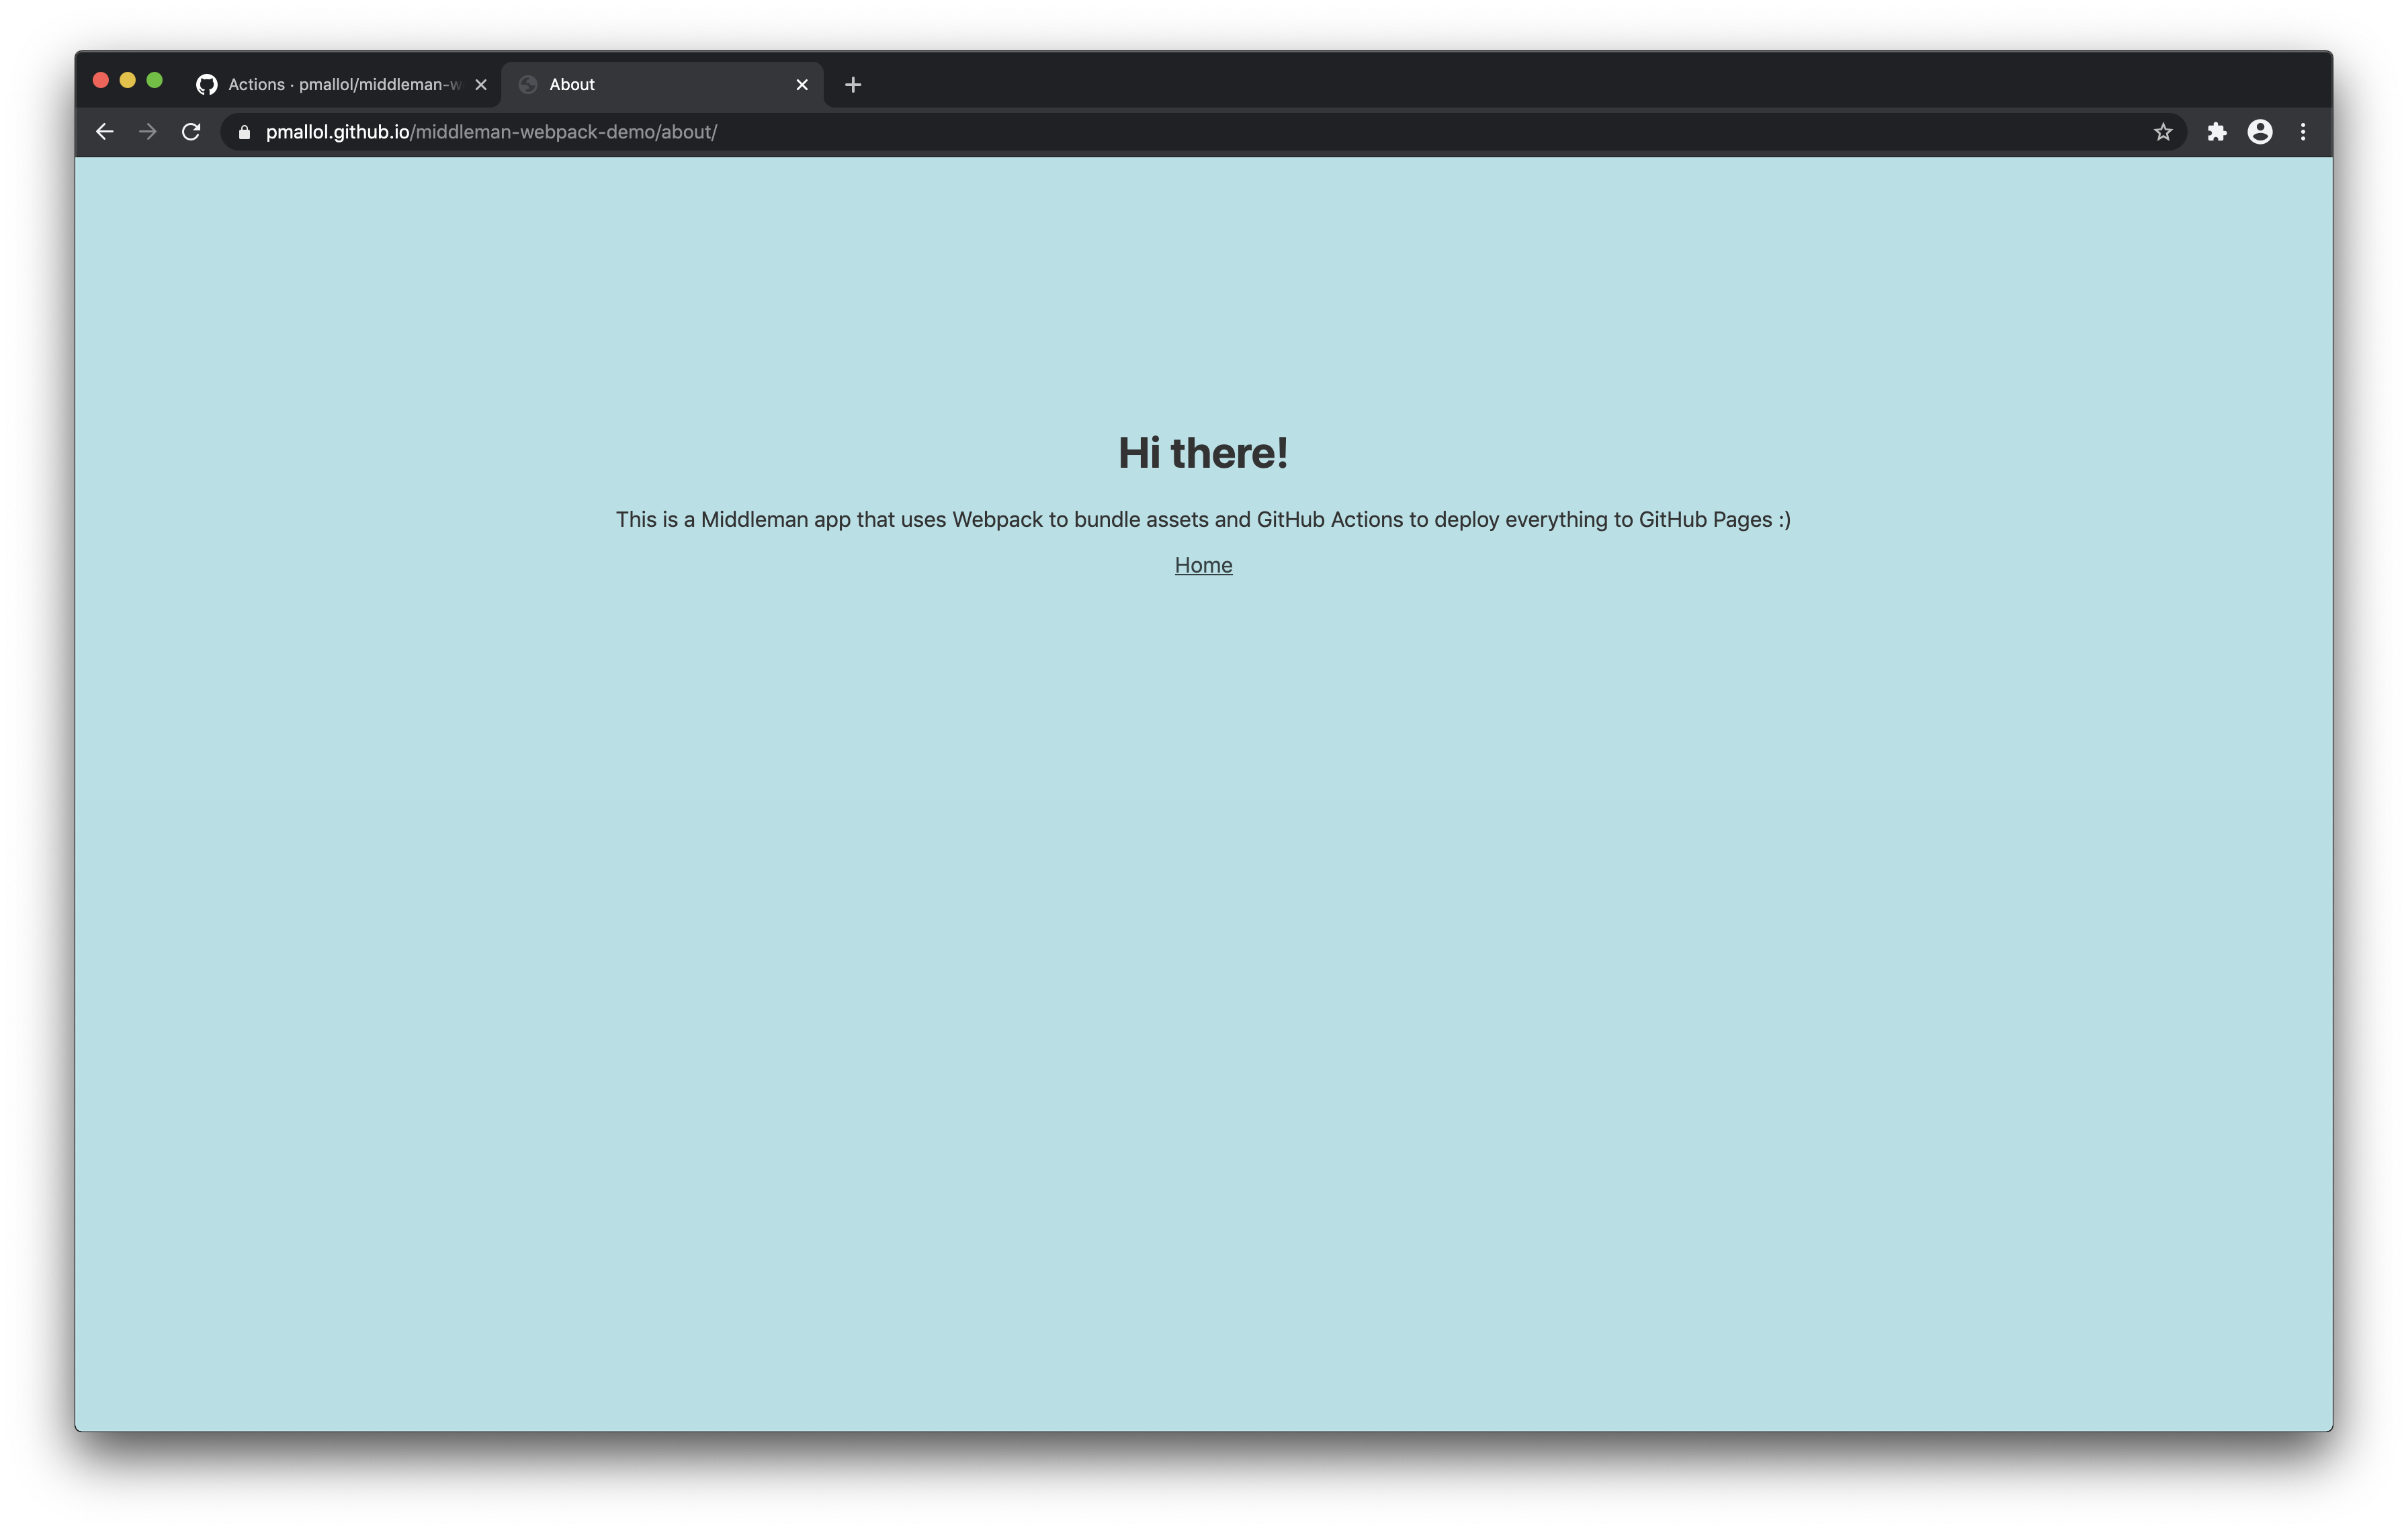 Actions · pmallol/middleman-w
About
pmallol.github.io/middleman-webpack-demo/about/
Hi there!
This is a Middleman app that uses Webpack to bundle assets and GitHub Actions to deploy everything to GitHub Pages :)
Home